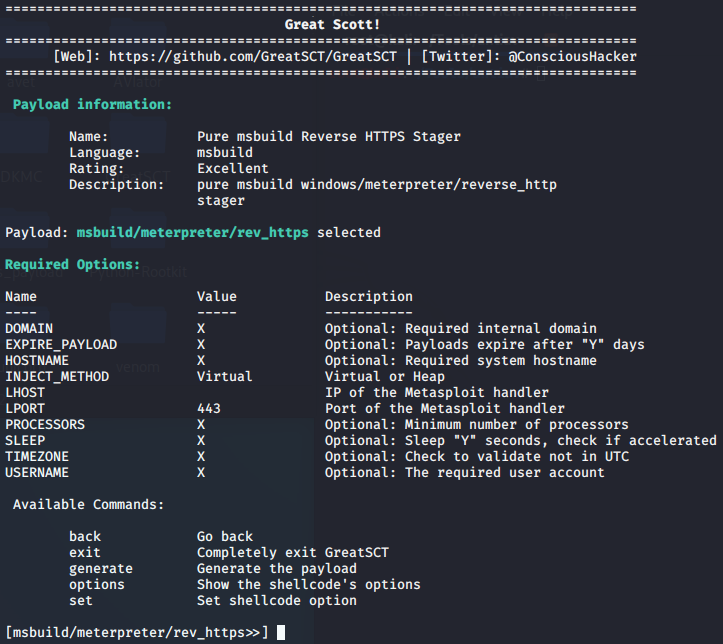 ===============================================================================
Great Scott!
===============================================================================
[Web]: https://github.com/GreatSCT/GreatSCT | [Twitter]: @ConsciousHacker
===============================================================================
Payload information:
Name: Pure msbuild Reverse HTTPS Stager
Language: msbuild
Rating: Excellent
Description: pure msbuild windows/meterpreter/reverse_http
stager
Payload: msbuild/meterpreter/rev_https selected
Required Options:
Name Value Description
---- ----- -----------
DOMAIN X Optional: Required internal domain
EXPIRE_PAYLOAD X Optional: Payloads expire after "Y" days
HOSTNAME X Optional: Required system hostname
INJECT_METHOD Virtual Virtual or Heap
LHOST IP of the Metasploit handler
LPORT 443 Port of the Metasploit handler
PROCESSORS X Optional: Minimum number of processors
SLEEP X Optional: Sleep "Y" seconds, check if accelerated
TIMEZONE X Optional: Check to validate not in UTC
USERNAME X Optional: The required user account
Available Commands:
back Go back
exit Completely exit GreatSCT
generate Generate the payload
options Show the shellcode's options
set Set shellcode option
[msbuild/meterpreter/rev_https>>]